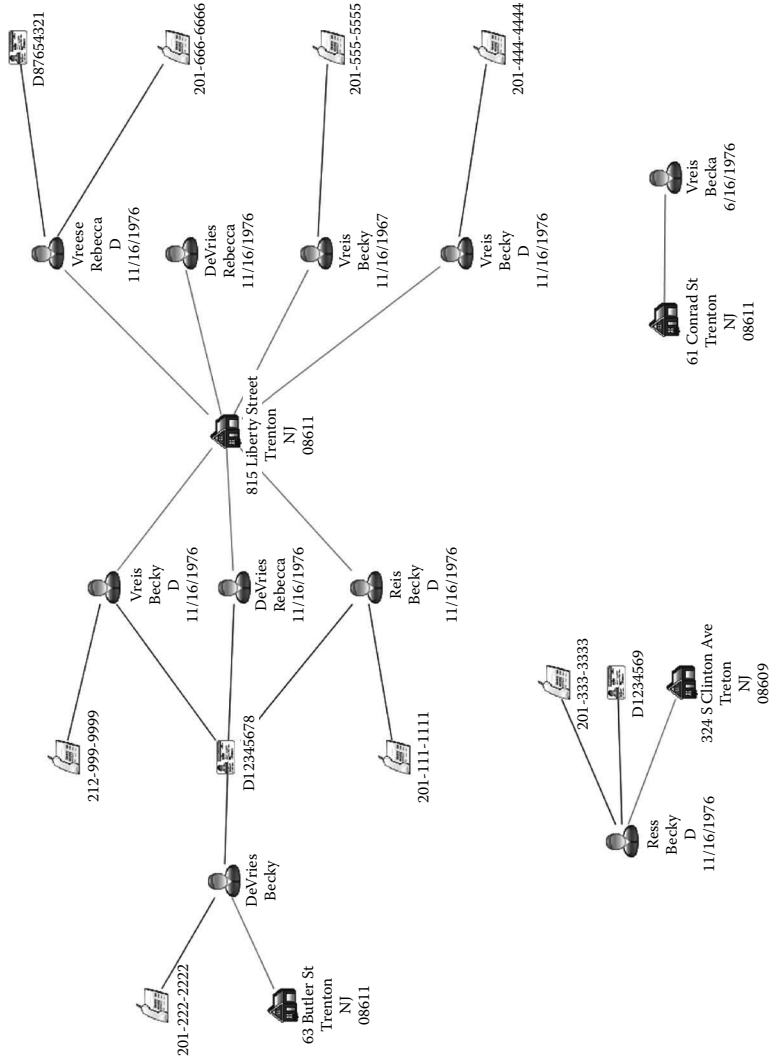 201-222-2222
63 Butler St
Trenton
NJ
08611
DeVries
Becky
212-999-9999
D12345678
201-111-1111
Vreis
Becky
D
11/16/1976
DeVries
Rebecca
11/16/1976
Reis
Becky
D
11/16/1976
815 Liberty Street
Trenton
NJ
08611
Vreese
Rebecca
D
11/16/1976
DeVries
Rebecca
11/16/1976
Vreis
Becky
11/16/1967
Vreis
Becky
D
11/16/1976
D87654321
201-666-6666
201-555-5555
201-444-4444
Ress
Becky
D
11/16/1976
201-333-3333
D1234569
324 S Clinton Ave
Treton
NJ
08609
61 Conrad St
Trenton
NJ
08611
Vreis
Becka
6/16/1976